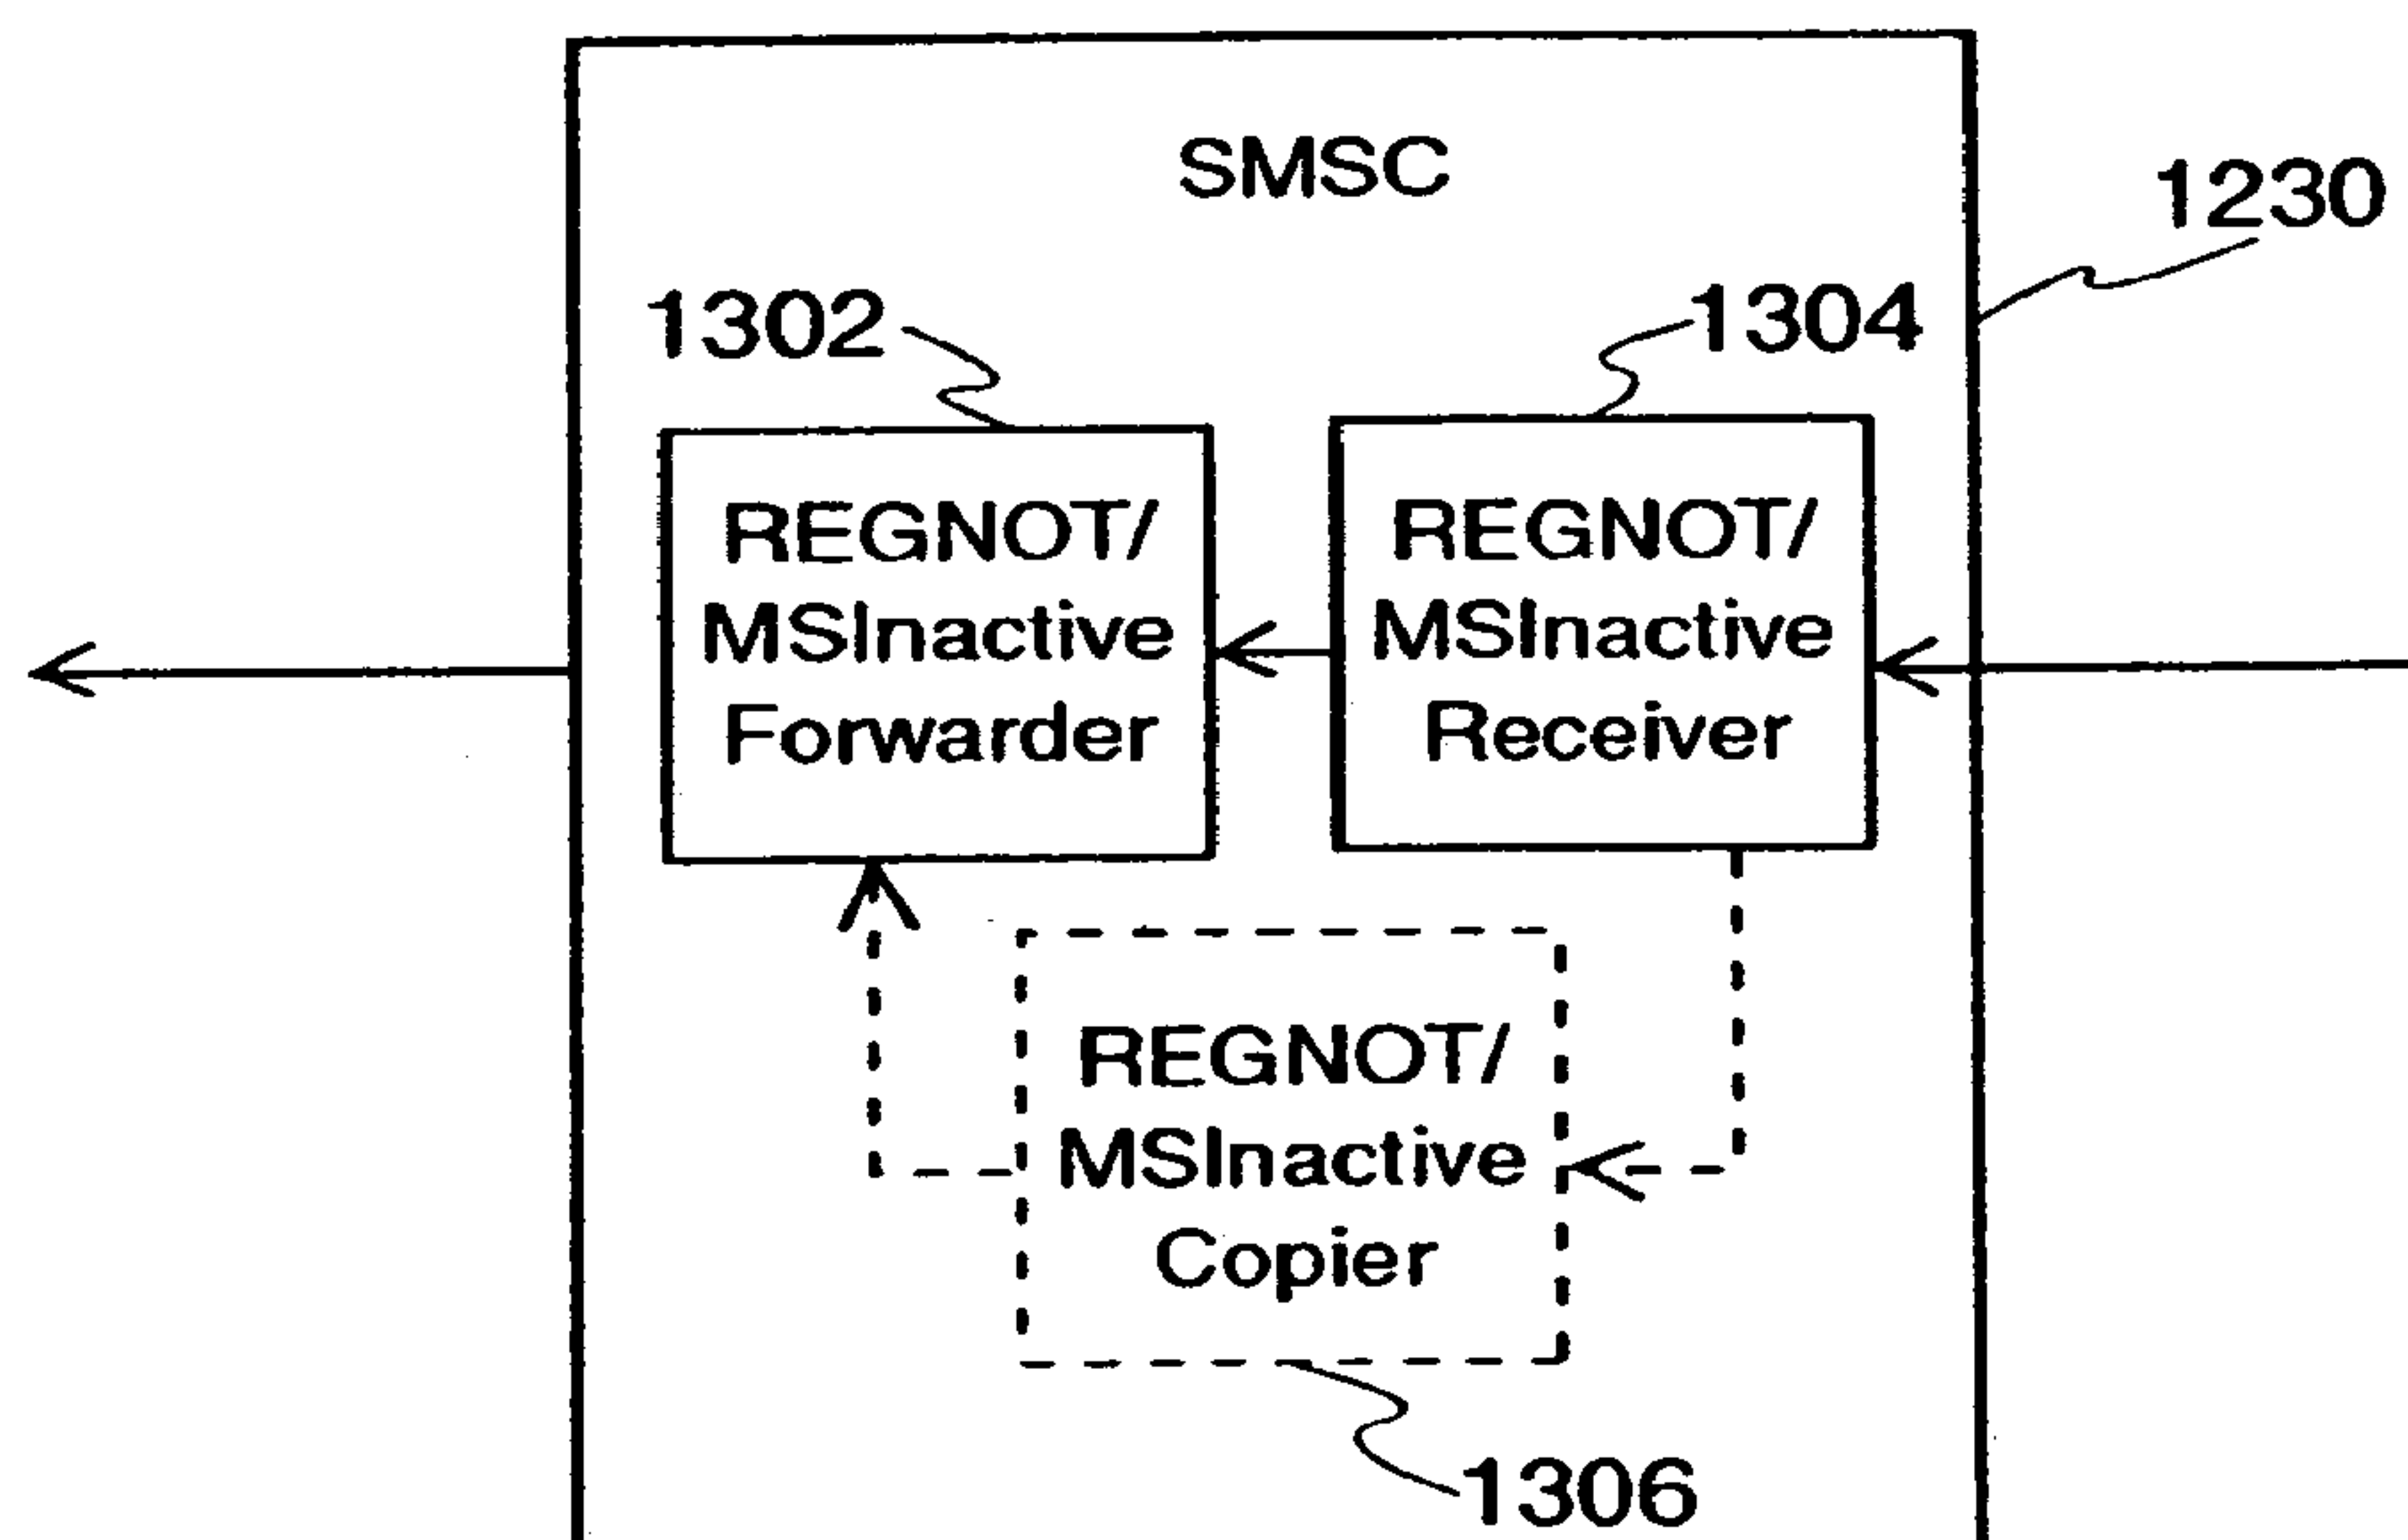 SMSC
1230
1302
1304
REGNOT/
MSInactive
Forwarder
REGNOT/
MSInactive
Receiver
REGNOT/
MSInactive
Copier
1306